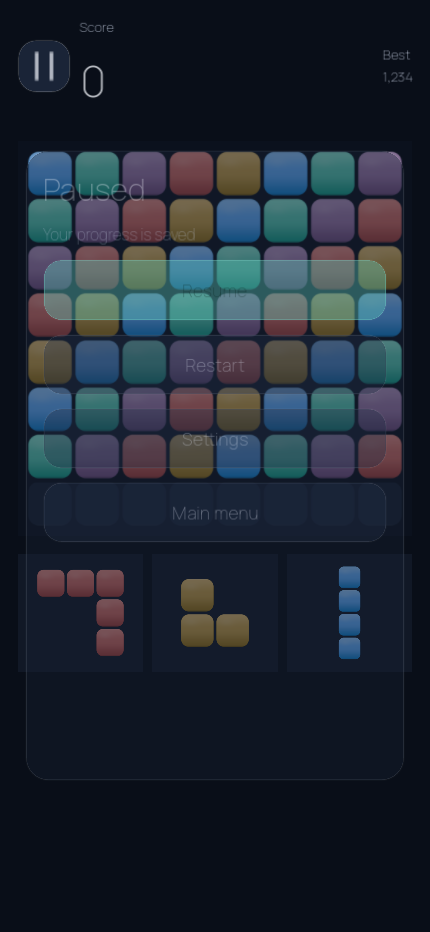 Score
0
Best
1,234
Paused
Your progress is saved
Resume
Restart
Settings
Main menu